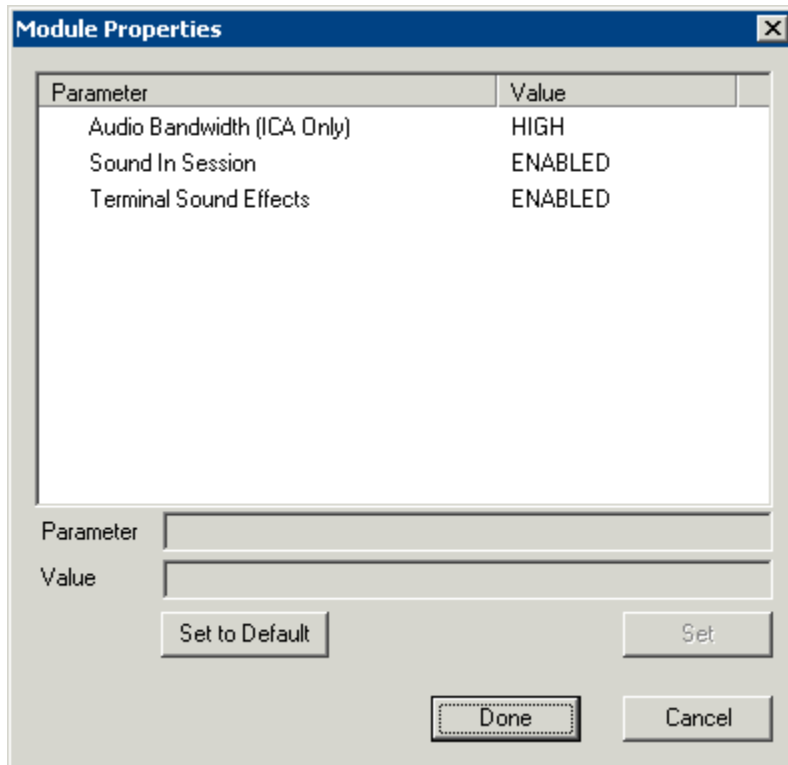 Module Properties
Parameter Value
Audio Bandwidth (ICA Only) HIGH
Sound In Session ENABLED
Terminal Sound Effects ENABLED
Parameter
Value
Set to Default Set
Done Cancel